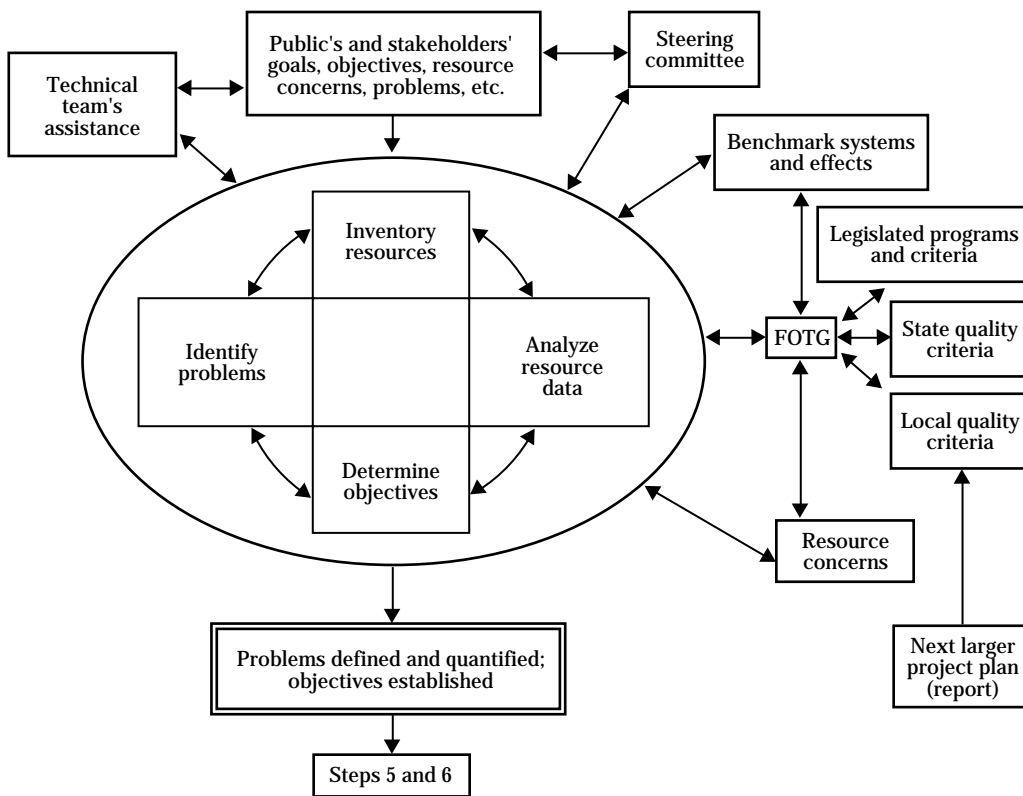 Public's and stakeholders'
goals, objectives, resource
concerns, problems, etc.
Steering
committee
Technical
team's
assistance
Benchmark systems
and effects
Inventory
resources
Legislated programs
and criteria
Identify
problems
Analyze
resource
data
FOTG
State quality
criteria
Local quality
criteria
Determine
objectives
Resource
concerns
Problems defined and quantified;
objectives established
Next larger
project plan
(report)
Steps 5 and 6